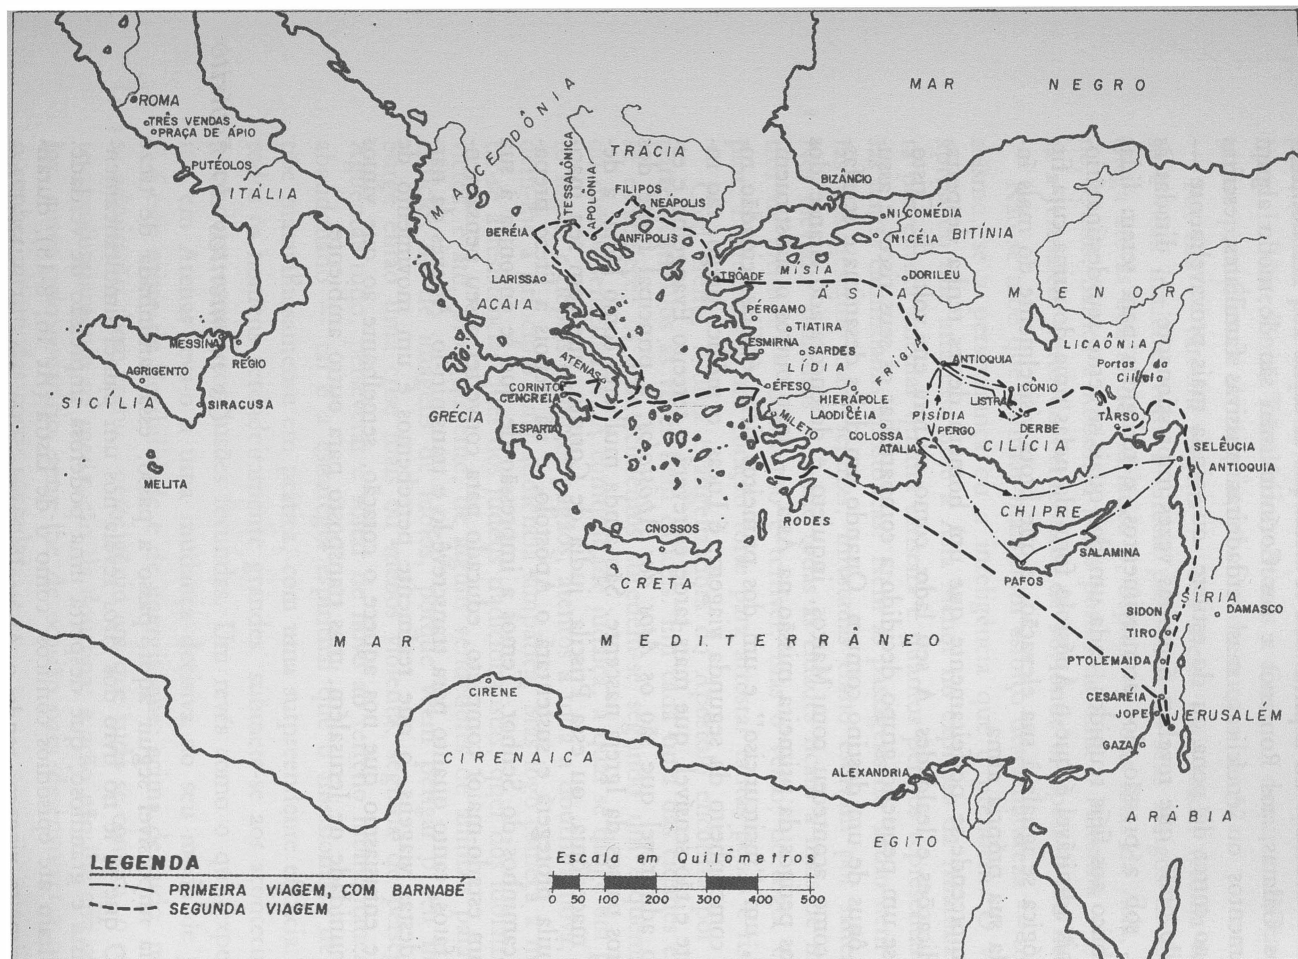 MAR NEGRO
ROMA
TRÊS VENDAS
PRAÇA DE ÁPIO
PUTÉOLOS
ITÁLIA
MACEDÔNIA
TESSALÔNICA
APOLÔNIA
TRÁCIA
FILIPOS
NEÁPOLIS
ANFIPOLIS
BERÉIA
BIZÂNCIO
NICOMÉDIA
NICÉIA
BITÍNIA
LARISSA
ACAIA
TRÔADE
MÍSIA
DORILEU
ÁSIA MENOR
PÉRGAMO
TIATIRA
ESMIRNA
SARDES
LÍDIA
FRIGIA
LICAÔNIA
Portas da
Cilícia
MESSINA
RÉGIO
AGRIGENTO
SICÍLIA
SIRACUSA
MELITA
ATENAS
CORINTO
CENCREIA
GRÉCIA
ESPARTA
ÉFESO
HIERÁPOLE
LAODICÉIA
MILETO
COLOSSA
ANTIOQUIA
ICÔNIO
LISTRA
DERBE
PISÍDIA
PERGO
ATALIA
CILÍCIA
TARSO
SELÊUCIA
ANTIOQUIA
CHIPRE
RODES
CNOSSOS
CRETA
SALAMINA
PAFOS
SÍRIA
SIDON
DAMASCO
TIRO
MAR MEDITERRÂNEO
PTOLEMAIDA
CIRENE
CESARÉIA
JOPE
JERUSALÉM
GAZA
CIRENAICA
ALEXANDRIA
ARÁBIA
EGITO
LEGENDA
PRIMEIRA VIAGEM, COM BARNABÉ
SEGUNDA VIAGEM
Escala em Quilômetros
0 50 100 200 300 400 500